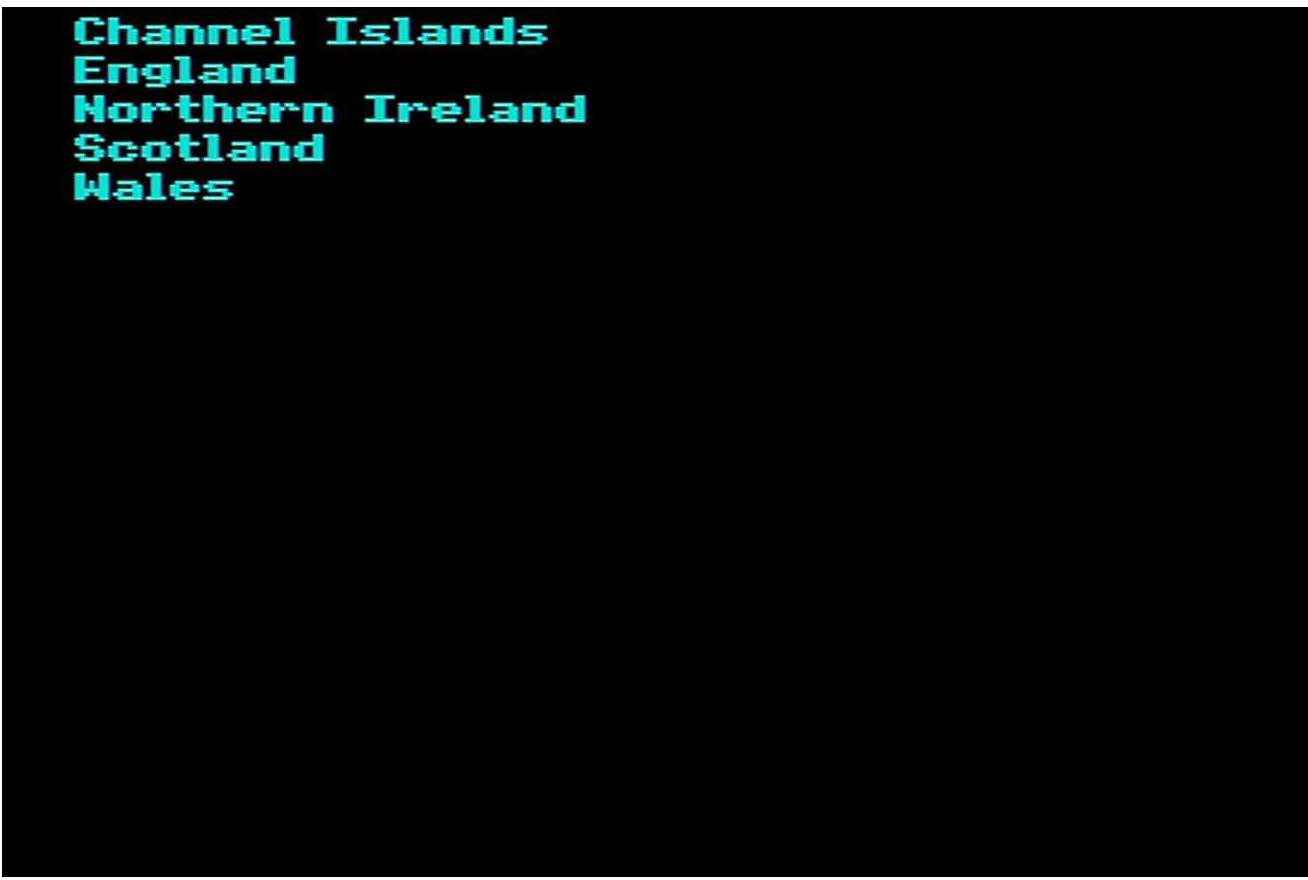 Channel Islands
England
Northern Ireland
Scotland
Wales